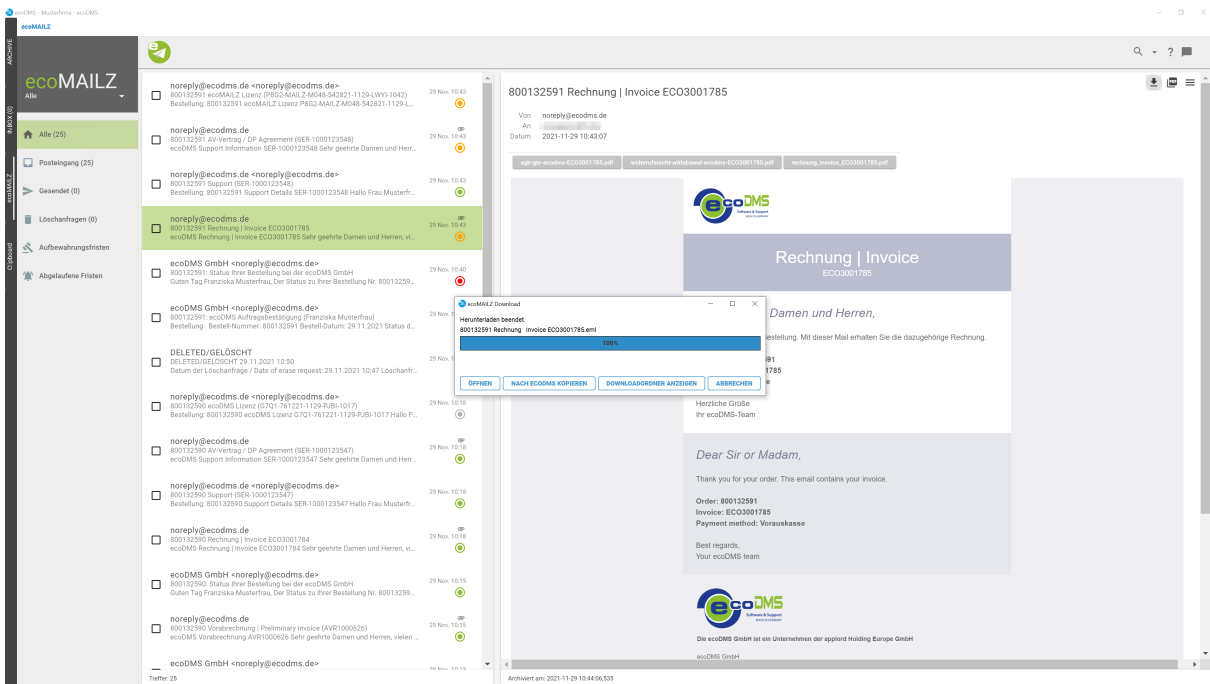 ecoDMS - Musterfirma - ecoDMS
ecoMAILZ
ARCHIVE
INBOX (0)
ecoMAILZ
Clipboard
ecoMAILZ
Alle
Alle (25)
Posteingang (25)
Gesendet (0)
Löschanfragen (0)
Aufbewahrungsfristen
Abgelaufene Fristen
noreply@ecodms.de <noreply@ecodms.de>
800132591 ecoMAILZ Lizenz (P8G2-MAILZ-M048-542821-1129-LWYI-1042)
29 Nov. 10:43
Bestellung: 800132591 ecoMAILZ Lizenz P8G2-MAILZ-M048-542821-1129-L...
noreply@ecodms.de
800132591 AV-Vertrag / DP Agreement (SER-1000123548)
29 Nov. 10:43
ecoDMS Support Information SER-1000123548 Sehr geehrte Damen und Herr...
noreply@ecodms.de <noreply@ecodms.de>
800132591 Support (SER-1000123548)
29 Nov. 10:43
Bestellung: 800132591 Support Details SER-1000123548 Hallo Frau Musterfr...
noreply@ecodms.de
800132591 Rechnung | Invoice ECO3001785
29 Nov. 10:43
ecoDMS Rechnung | Invoice ECO3001785 Sehr geehrte Damen und Herren, vi...
ecoDMS GmbH <noreply@ecodms.de>
800132591: Status Ihrer Bestellung bei der ecoDMS GmbH
29 Nov. 10:40
Guten Tag Franziska Musterfrau, Der Status zu Ihrer Bestellung Nr. 80013259...
ecoDMS GmbH <noreply@ecodms.de>
800132591: ecoDMS Auftragsbestätigung (Franziska Musterfrau)
29 Nov. 1
Bestellung Bestell-Nummer: 800132591 Bestell-Datum: 29.11.2021 Status d...
DELETED/GELÖSCHT
DELETED/GELÖSCHT 29.11.2021 10:50
29 Nov. 1
Datum der Löschanfrage / Date of erase request: 29.11.2021 10:47 Löschanfr...
noreply@ecodms.de <noreply@ecodms.de>
800132590 ecoDMS Lizenz (G7Q1-761221-1129-PJBI-1017)
29 Nov. 10:18
Bestellung: 800132590 ecoDMS Lizenz G7Q1-761221-1129-PJBI-1017 Hallo F...
noreply@ecodms.de
800132590 AV-Vertrag / DP Agreement (SER-1000123547)
29 Nov. 10:18
ecoDMS Support Information SER-1000123547 Sehr geehrte Damen und Herr...
noreply@ecodms.de <noreply@ecodms.de>
800132590 Support (SER-1000123547)
29 Nov. 10:18
Bestellung: 800132590 Support Details SER-1000123547 Hallo Frau Musterfr...
noreply@ecodms.de
800132590 Rechnung | Invoice ECO3001784
29 Nov. 10:18
ecoDMS Rechnung | Invoice ECO3001784 Sehr geehrte Damen und Herren, vi...
ecoDMS GmbH <noreply@ecodms.de>
800132590: Status Ihrer Bestellung bei der ecoDMS GmbH
29 Nov. 10:15
Guten Tag Franziska Musterfrau, Der Status zu Ihrer Bestellung Nr. 80013259...
noreply@ecodms.de
800132590 Vorabrechnung | Preliminary invoice (AVR1000626)
29 Nov. 10:15
ecoDMS Vorabrechnung AVR1000626 Sehr geehrte Damen und Herren, vielen ...
ecoDMS GmbH <noreply@ecodms.de>
Treffer: 25
800132591 Rechnung | Invoice ECO3001785
Von noreply@ecodms.de
An
Datum 2021-11-29 10:43:07
agb-gtc-ecodms-ECO3001785.pdf
widerrufsrecht-withdrawal-ecodms-ECO3001785.pdf
rechnung_invoice_ECO3001785.pdf
ecoDMS
Software & Support
Rechnung | Invoice
ECO3001785
Damen und Herren,
estellung. Mit dieser Mail erhalten Sie die dazugehörige Rechnung.
91
1785
ecoMAILZ Download
Herunterladen beendet.
800132591 Rechnung Invoice ECO3001785.eml
100%
ÖFFNEN
NACH ECODMS KOPIEREN
DOWNLOADORDNER ANZEIGEN
ABBRECHEN
Herzliche Grüße.
Ihr ecoDMS-Team
Dear Sir or Madam,
Thank you for your order. This email contains your invoice.
Order: 800132591
Invoice: ECO3001785
Payment method: Vorauskasse
Best regards,
Your ecoDMS team
ecoDMS
Software & Support
Die ecoDMS GmbH ist ein Unternehmen der applord Holding Europe GmbH
ecoDMS GmbH
Archiviert am: 2021-11-29 10:44:06,535